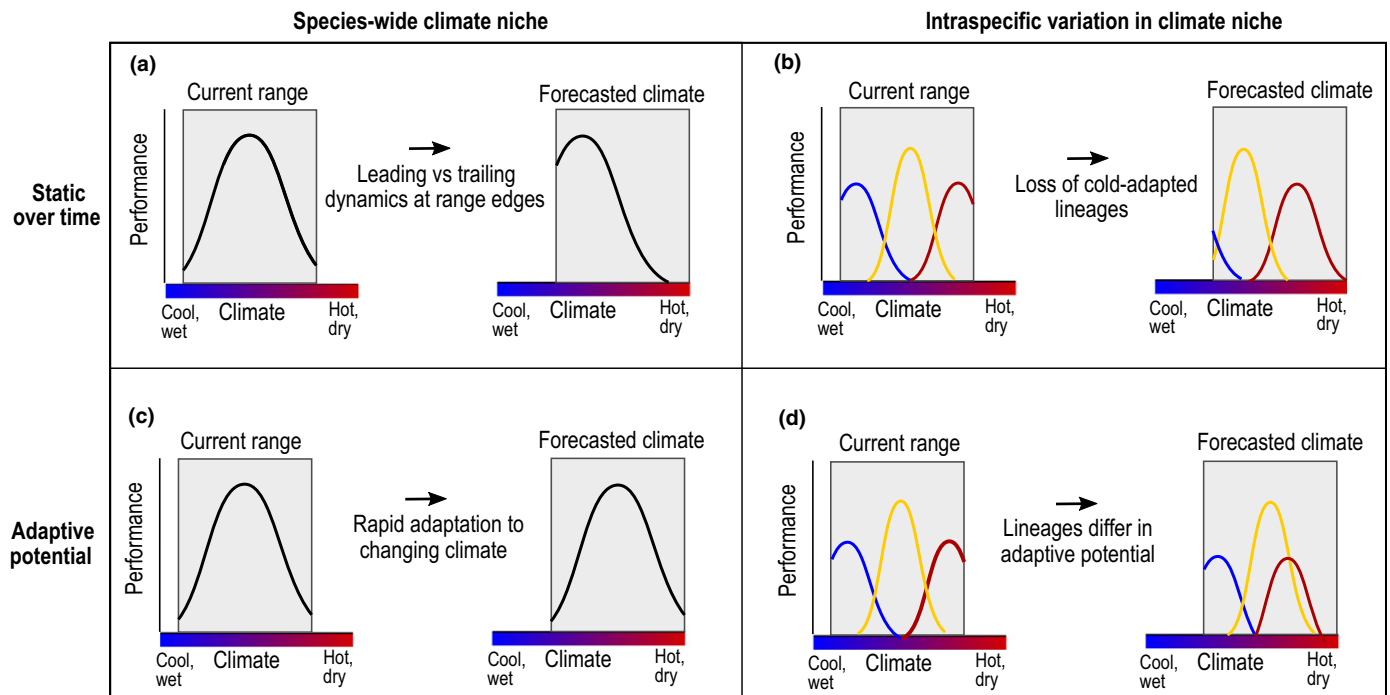 Species-wide climate niche
Intraspecific variation in climate niche
Static
over time
(a)
Current range
Performance
Cool,
wet
Climate
Hot,
dry
Leading vs trailing
dynamics at range edges
Forecasted climate
Cool,
wet
Climate
Hot,
dry
(b)
Current range
Performance
Cool,
wet
Climate
Hot,
dry
Loss of cold-adapted
lineages
Forecasted climate
Cool,
wet
Climate
Hot,
dry
Adaptive
potential
(c)
Current range
Performance
Cool,
wet
Climate
Hot,
dry
Rapid adaptation to
changing climate
Forecasted climate
Cool,
wet
Climate
Hot,
dry
(d)
Current range
Performance
Cool,
wet
Climate
Hot,
dry
Lineages differ in
adaptive potential
Forecasted climate
Cool,
wet
Climate
Hot,
dry